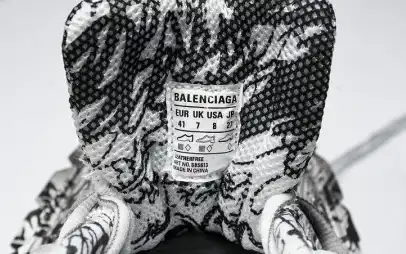 BALENCIAGA
EUR UK USA JP
41 7 8 27
LEATHERFREE
ART NO. 685613
MADE IN CHINA